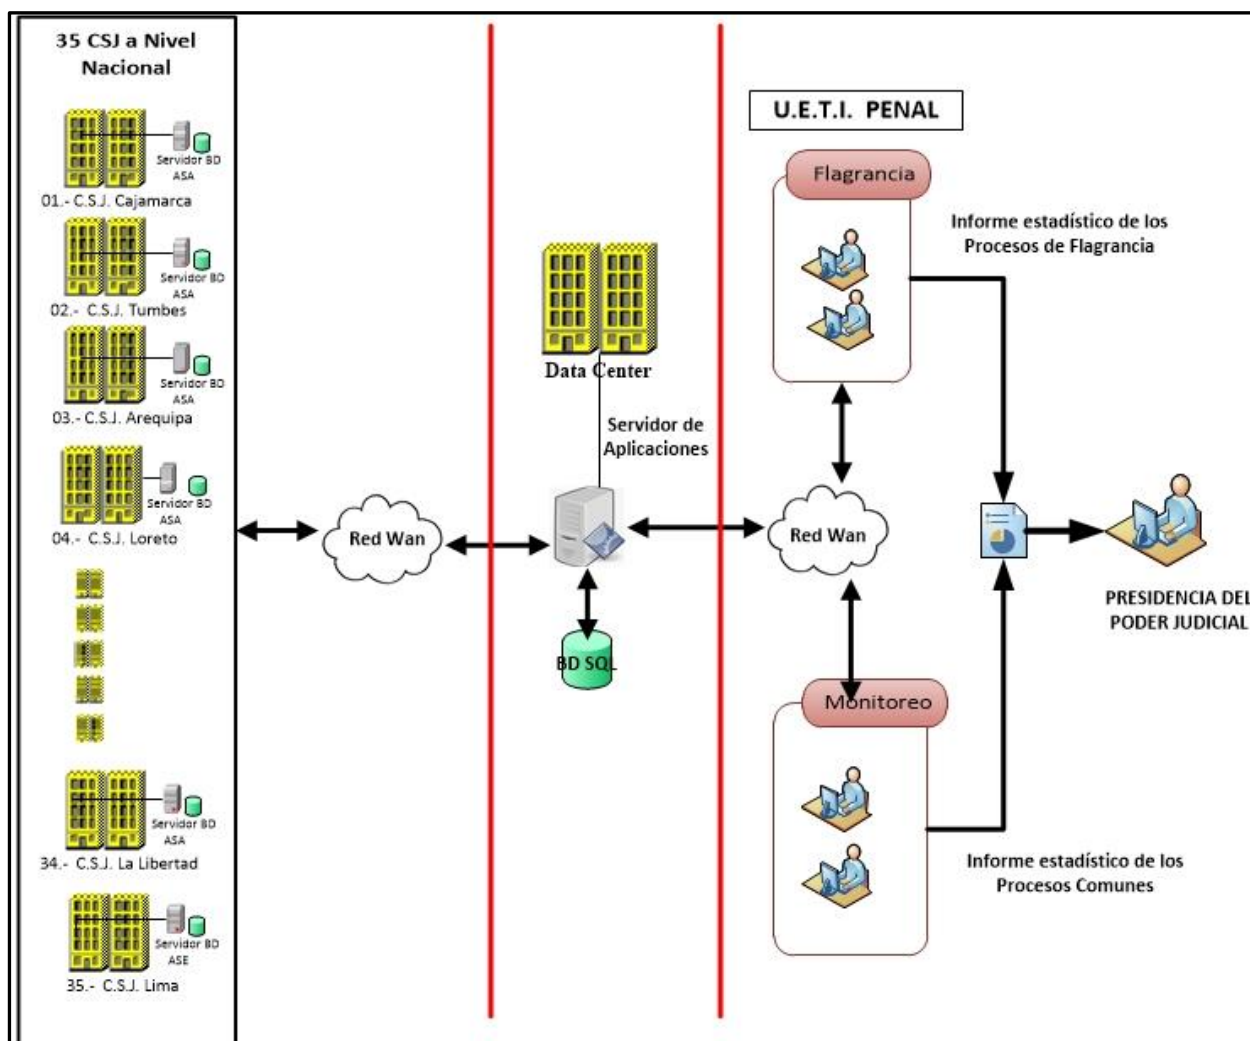 35 CSJ a Nivel
Nacional
Servidor BD
ASA
01.- C.S.J. Cajamarca
Servidor BD
ASA
02.- C.S.J. Tumbes
Servidor BD
ASA
03.- C.S.J. Arequipa
Servidor BD
ASA
04.- C.S.J. Loreto
Servidor BD
ASA
34.- C.S.J. La Libertad
Servidor BD
ASE
35.- C.S.J. Lima
Red Wan
Data Center
Servidor de
Aplicaciones
BD SQL
U.E.T.I. PENAL
Flagrancia
Informe estadístico de los
Procesos de Flagrancia
Red Wan
PRESIDENCIA DEL
PODER JUDICIAL
Monitoreo
Informe estadístico de los
Procesos Comunes